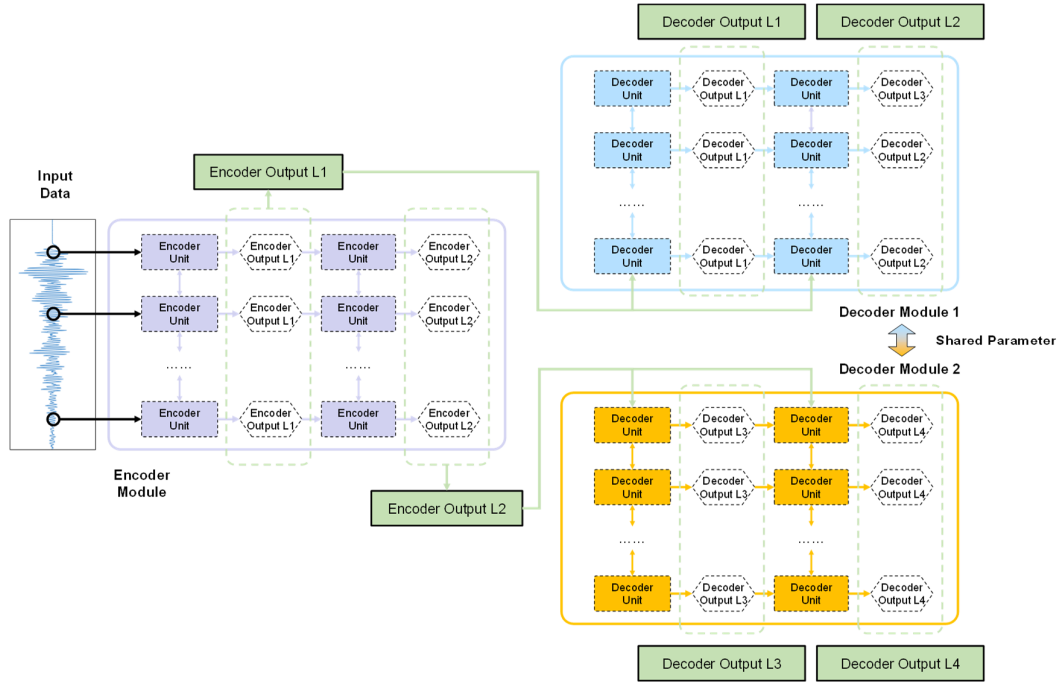 Decoder Output L1
Decoder Output L2
Decoder
Unit
Decoder
Output L1
Decoder
Unit
Decoder
Output L3
Decoder
Unit
Decoder
Output L1
Decoder
Unit
Decoder
Output L2
......
......
Decoder
Unit
Decoder
Output L1
Decoder
Unit
Decoder
Output L2
Decoder Module 1
Shared Parameter
Decoder Module 2
Input
Data
Encoder Output L1
Encoder
Unit
Encoder
Output L1
Encoder
Unit
Encoder
Output L2
Encoder
Unit
Encoder
Output L1
Encoder
Unit
Encoder
Output L2
......
......
Encoder
Unit
Encoder
Output L1
Encoder
Unit
Encoder
Output L2
Encoder
Module
Encoder Output L2
Decoder
Unit
Decoder
Output L3
Decoder
Unit
Decoder
Output L4
Decoder
Unit
Decoder
Output L3
Decoder
Unit
Decoder
Output L4
......
......
Decoder
Unit
Decoder
Output L3
Decoder
Unit
Decoder
Output L4
Decoder Output L3
Decoder Output L4